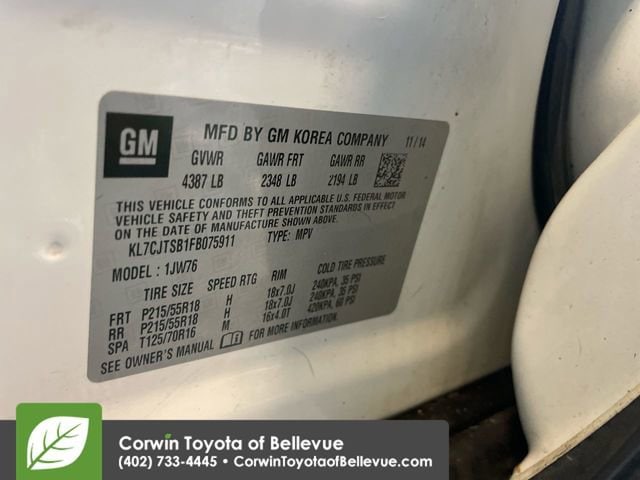 GM
MFD BY GM KOREA COMPANY 11/14
GVWR GAWR FRT GAWR RR
4387 LB 2348 LB 2194 LB
THIS VEHICLE CONFORMS TO ALL APPLICABLE U.S. FEDERAL MOTOR
VEHICLE SAFETY AND THEFT PREVENTION STANDARDS IN EFFECT
ON THE DATE OF MANUFACTURE SHOWN ABOVE.
KL7CJTSB1FB075911 TYPE: MPV
MODEL : 1JW76
TIRE SIZE SPEED RTG RIM COLD TIRE PRESSURE
FRT P215/55R18 H 18x7.0J 240KPA, 35 PSI
RR P215/55R18 H 18x7.0J 240KPA, 35 PSI
SPA T125/70R16 M 16x4.0T 420KPA, 60 PSI
SEE OWNER'S MANUAL FOR MORE INFORMATION.
Corwin Toyota of Bellevue
(402) 733-4445 • CorwinToyotaofBellevue.com